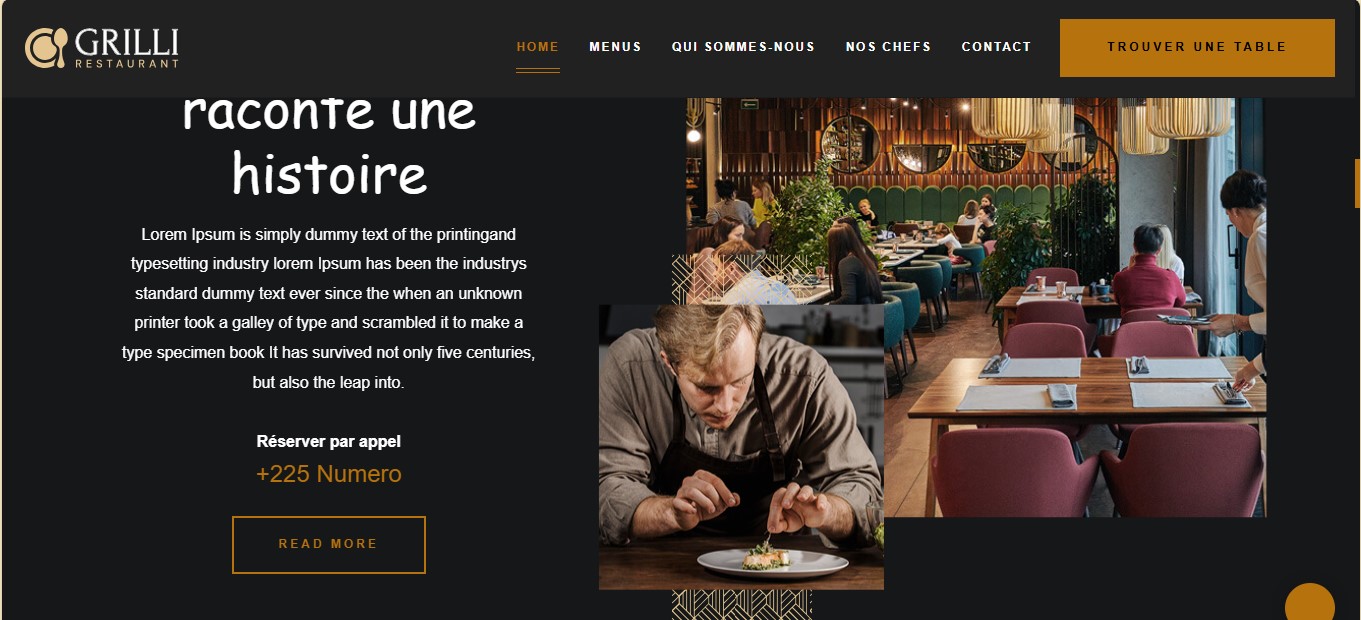 GRILLI
RESTAURANT
HOME
MENUS
QUI SOMMES-NOUS
NOS CHEFS
CONTACT
TROUVER UNE TABLE
raconte une
histoire
Lorem Ipsum is simply dummy text of the printingand
typesetting industry lorem Ipsum has been the industrys
standard dummy text ever since the when an unknown
printer took a galley of type and scrambled it to make a
type specimen book It has survived not only five centuries,
but also the leap into.
Réserver par appel
+225 Numero
READ MORE